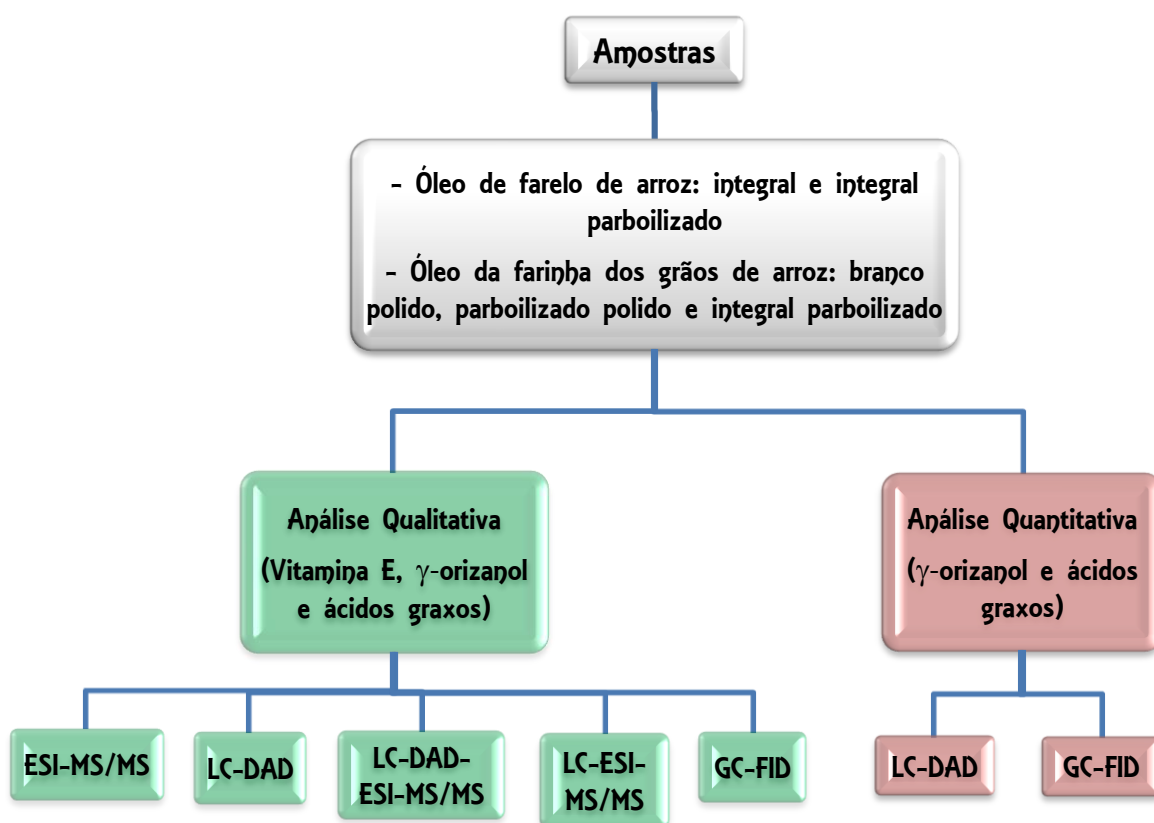 Amostras
- Óleo de farelo de arroz: integral e integral
parboilizado
- Óleo da farinha dos grãos de arroz: branco
polido, parboilizado polido e integral parboilizado
Análise Qualitativa
(Vitamina E, γ-orizanol
e ácidos graxos)
Análise Quantitativa
(γ-orizanol e ácidos
graxos)
ESI-MS/MS
LC-DAD
LC-DAD-
ESI-MS/MS
LC-ESI-
MS/MS
GC-FID
LC-DAD
GC-FID